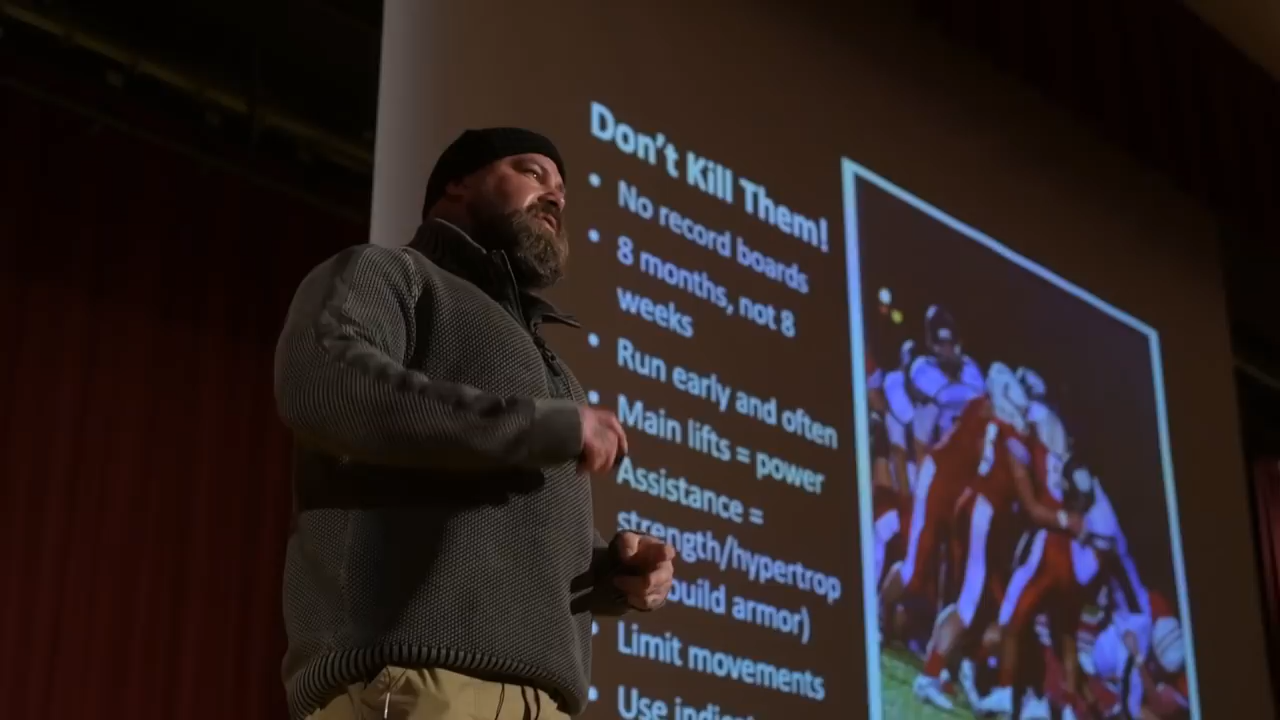 Don't Kill Them!
• No record boards
• 8 months, not 8
weeks
• Run early and often
• Main lifts = power
Assistance =
strength/hypertrop
build armor)
• Limit movements
• Use